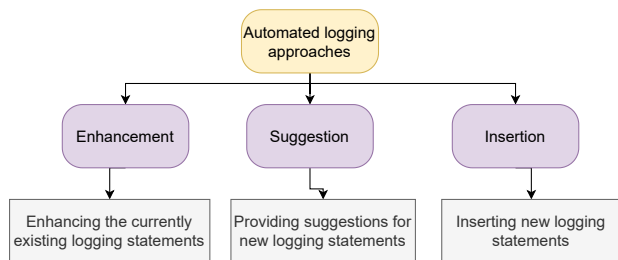 Automated logging
approaches
Enhancement
Suggestion
Insertion
Enhancing the currently
existing logging statements
Providing suggestions for
new logging statements
Inserting new logging
statements